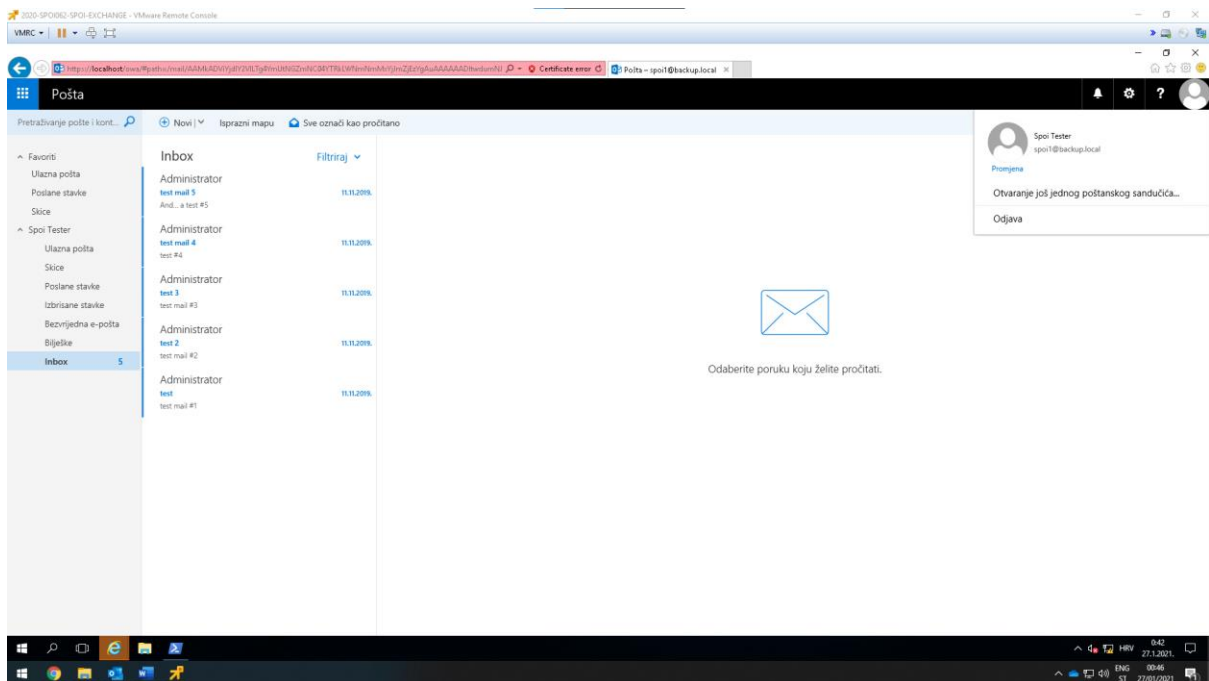 2020-SPOI062-SPOI-EXCHANGE - VMware Remote Console
VMRC
Certificate error
Pošta – spoi1@backup.local
Pošta
?
Pretraživanje pošte i kont...
Novi
Isprazni mapu
Sve označi kao pročitano
Spoi Tester
spoi1@backup.local
Promjena
Otvaranje još jednog poštanskog sandučića...
Odjava
Favoriti
Ulazna pošta
Poslane stavke
Skice
Spoi Tester
Ulazna pošta
Skice
Poslane stavke
Izbrisane stavke
Bezvrijedna e-pošta
Bilješke
Inbox 5
Inbox
Filtriraj
Administrator
test mail 5 11.11.2019.
And... a test #5
Administrator
test mail 4 11.11.2019.
test #4
Administrator
test 3 11.11.2019.
test mail #3
Administrator
test 2 11.11.2019.
test mail #2
Administrator
test 11.11.2019.
test mail #1
Odaberite poruku koju želite pročitati.
HRV
0:42
27.1.2021.
ENG
ST
00:46
27/01/2021